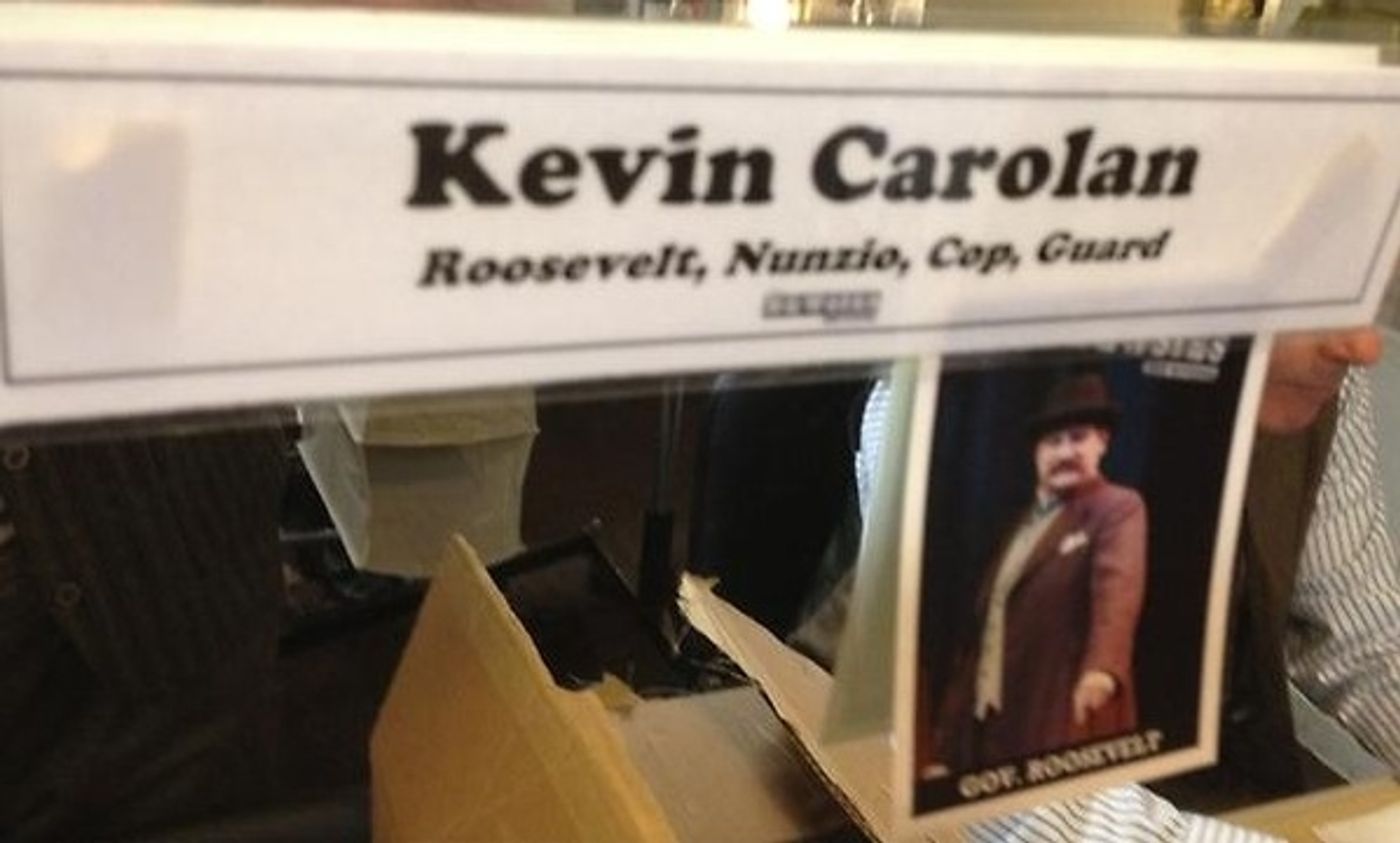 Kevin Carolan
Roosevelt, Nunzio, Cop, Guard
GOV. ROOSEVELT